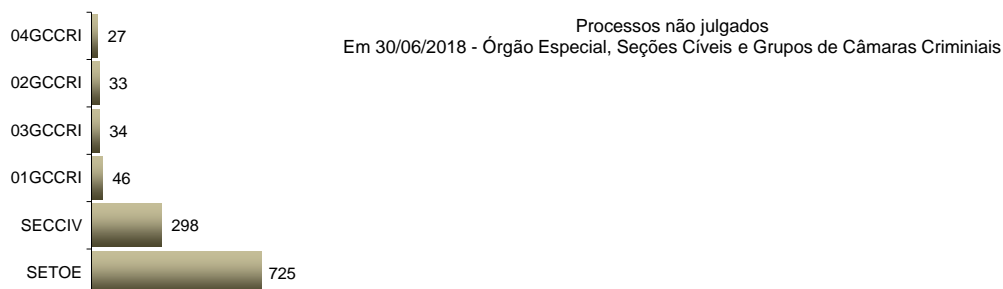 Processos não julgados
Em 30/06/2018 - Órgão Especial, Seções Cíveis e Grupos de Câmaras Criminiais
04GCCRI 27
02GCCRI 33
03GCCRI 34
01GCCRI 46
SECCIV 298
SETOE 725